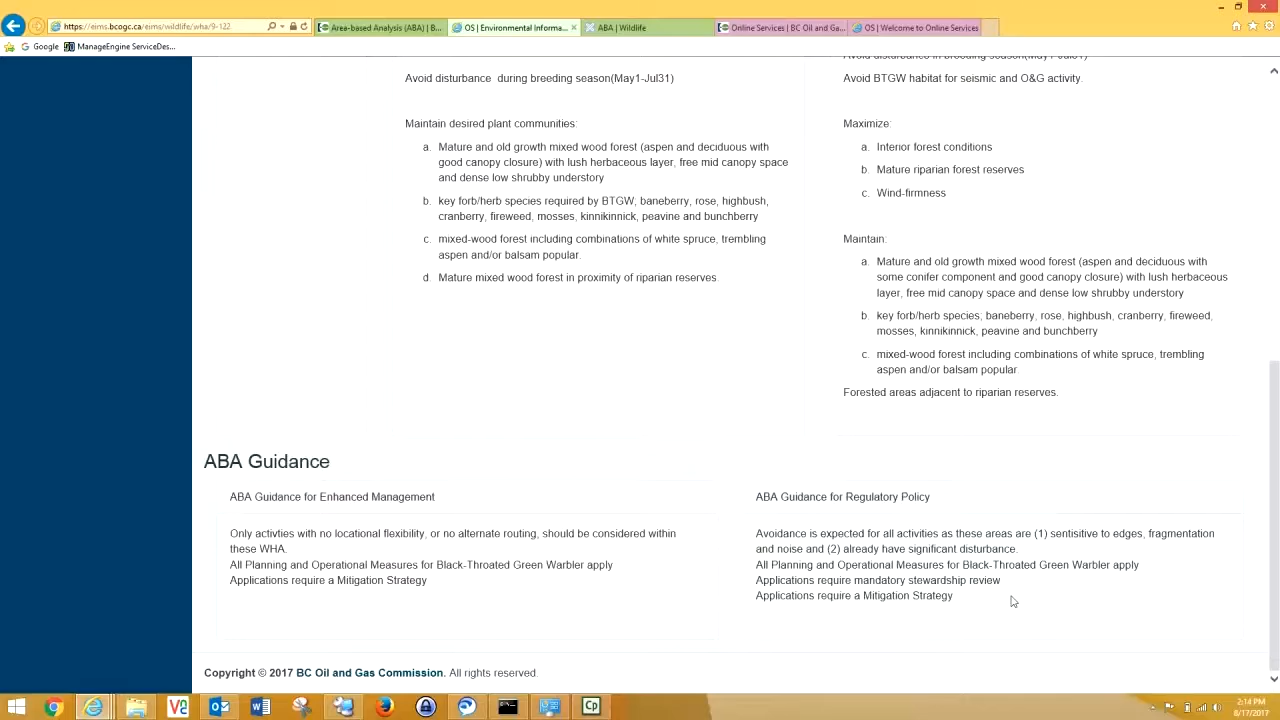 https://eims.bcogc.ca/eims/wildlife/wha/9-122
Area-based Analysis (ABA) | B...
OS | Environmental Informa...
ABA | Wildlife
Online Services | BC Oil and Ga...
OS | Welcome to Online Services
Google
ManageEngine ServiceDes...
Avoid disturbance during breeding season(May1-Jul31)
Maintain desired plant communities:
a. Mature and old growth mixed wood forest (aspen and deciduous with
good canopy closure) with lush herbaceous layer, free mid canopy space
and dense low shrubby understory
b. key forb/herb species required by BTGW, baneberry, rose, highbush,
cranberry, fireweed, mosses, kinnikinnick, peavine and bunchberry
c. mixed-wood forest including combinations of white spruce, trembling
aspen and/or balsam popular.
d. Mature mixed wood forest in proximity of riparian reserves.
Avoid disturbance in breeding season(May1-Jul31)
Avoid BTGW habitat for seismic and O&G activity.
Maximize:
a. Interior forest conditions
b. Mature riparian forest reserves
c. Wind-firmness
Maintain:
a. Mature and old growth mixed wood forest (aspen and deciduous with
some conifer component and good canopy closure) with lush herbaceous
layer, free mid canopy space and dense low shrubby understory
b. key forb/herb species; baneberry, rose, highbush, cranberry, fireweed,
mosses, kinnikinnick, peavine and bunchberry
c. mixed-wood forest including combinations of white spruce, trembling
aspen and/or balsam popular.
Forested areas adjacent to riparian reserves.
ABA Guidance
ABA Guidance for Enhanced Management
Only activties with no locational flexibility, or no alternate routing, should be considered within
these WHA.
All Planning and Operational Measures for Black-Throated Green Warbler apply
Applications require a Mitigation Strategy
ABA Guidance for Regulatory Policy
Avoidance is expected for all activities as these areas are (1) sentisitive to edges, fragmentation
and noise and (2) already have significant disturbance.
All Planning and Operational Measures for Black-Throated Green Warbler apply
Applications require mandatory stewardship review
Applications require a Mitigation Strategy
Copyright © 2017 BC Oil and Gas Commission. All rights reserved.
2:14 PM
8/17/2017